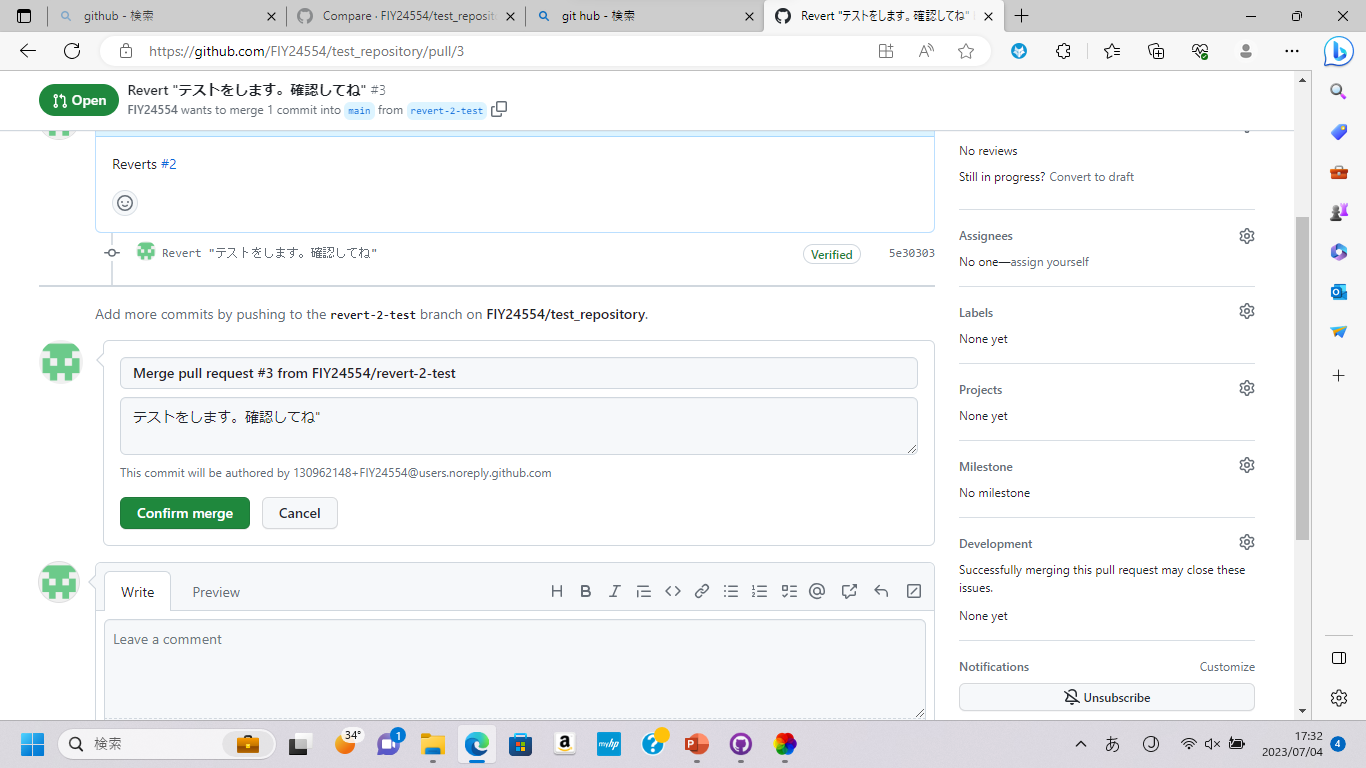 github - 検索
Compare · FIY24554/test_reposit
git hub - 検索
Revert "テストをします。確認してね"
https://github.com/FIY24554/test_repository/pull/3
Open
Revert "テストをします。確認してね" #3
FIY24554 wants to merge 1 commit into main from revert-2-test
Reverts #2
Revert "テストをします。確認してね"
Verified
5e30303
Add more commits by pushing to the revert-2-test branch on FIY24554/test_repository.
Merge pull request #3 from FIY24554/revert-2-test
テストをします。確認してね"
This commit will be authored by 130962148+FIY24554@users.noreply.github.com
Confirm merge
Cancel
Write
Preview
Leave a comment
No reviews
Still in progress? Convert to draft
Assignees
No one—assign yourself
Labels
None yet
Projects
None yet
Milestone
No milestone
Development
Successfully merging this pull request may close these
issues.
None yet
Notifications
Customize
Unsubscribe
検索
34°
1
a
myhp
あ
17:32
2023/07/04
4